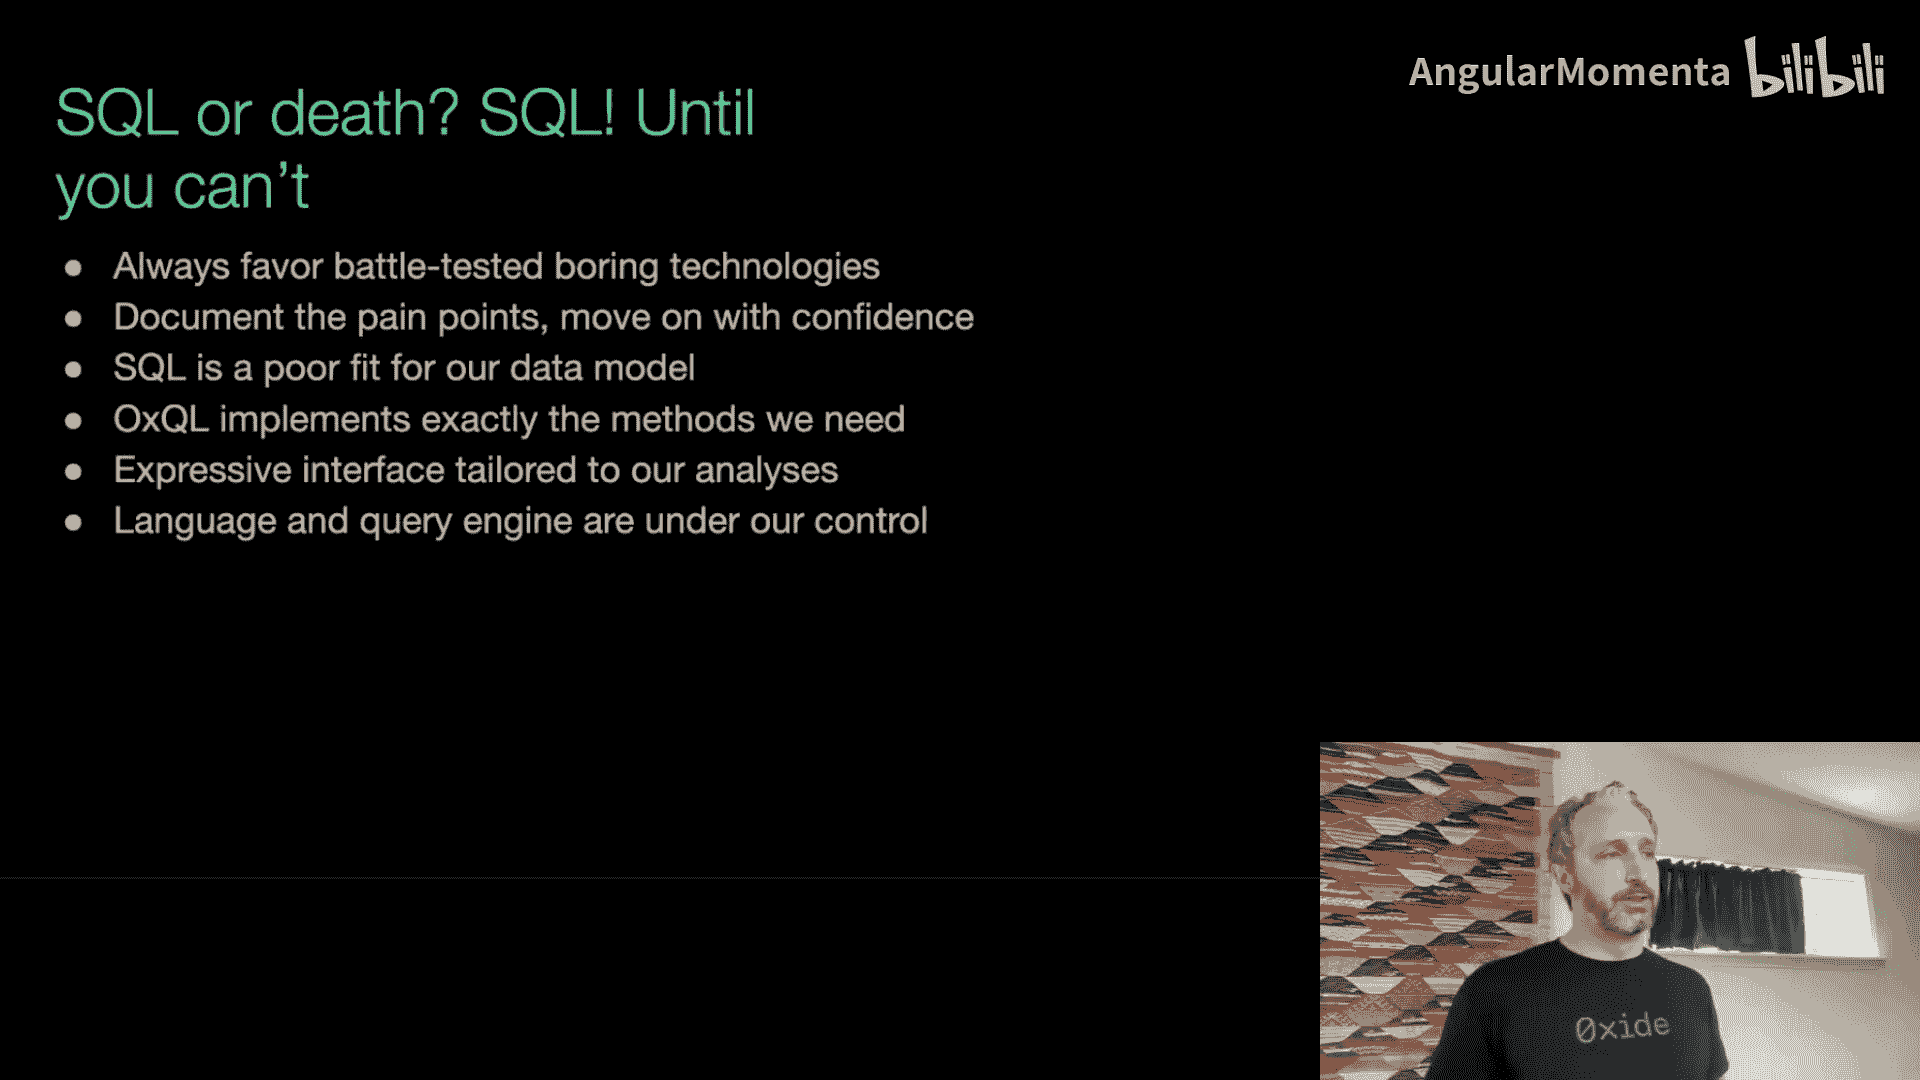 AngularMomenta bilibili
SQL or death? SQL! Until
you can't
Always favor battle-tested boring technologies
Document the pain points, move on with confidence
SQL is a poor fit for our data model
OxQL implements exactly the methods we need
Expressive interface tailored to our analyses
Language and query engine are under our control
0xide